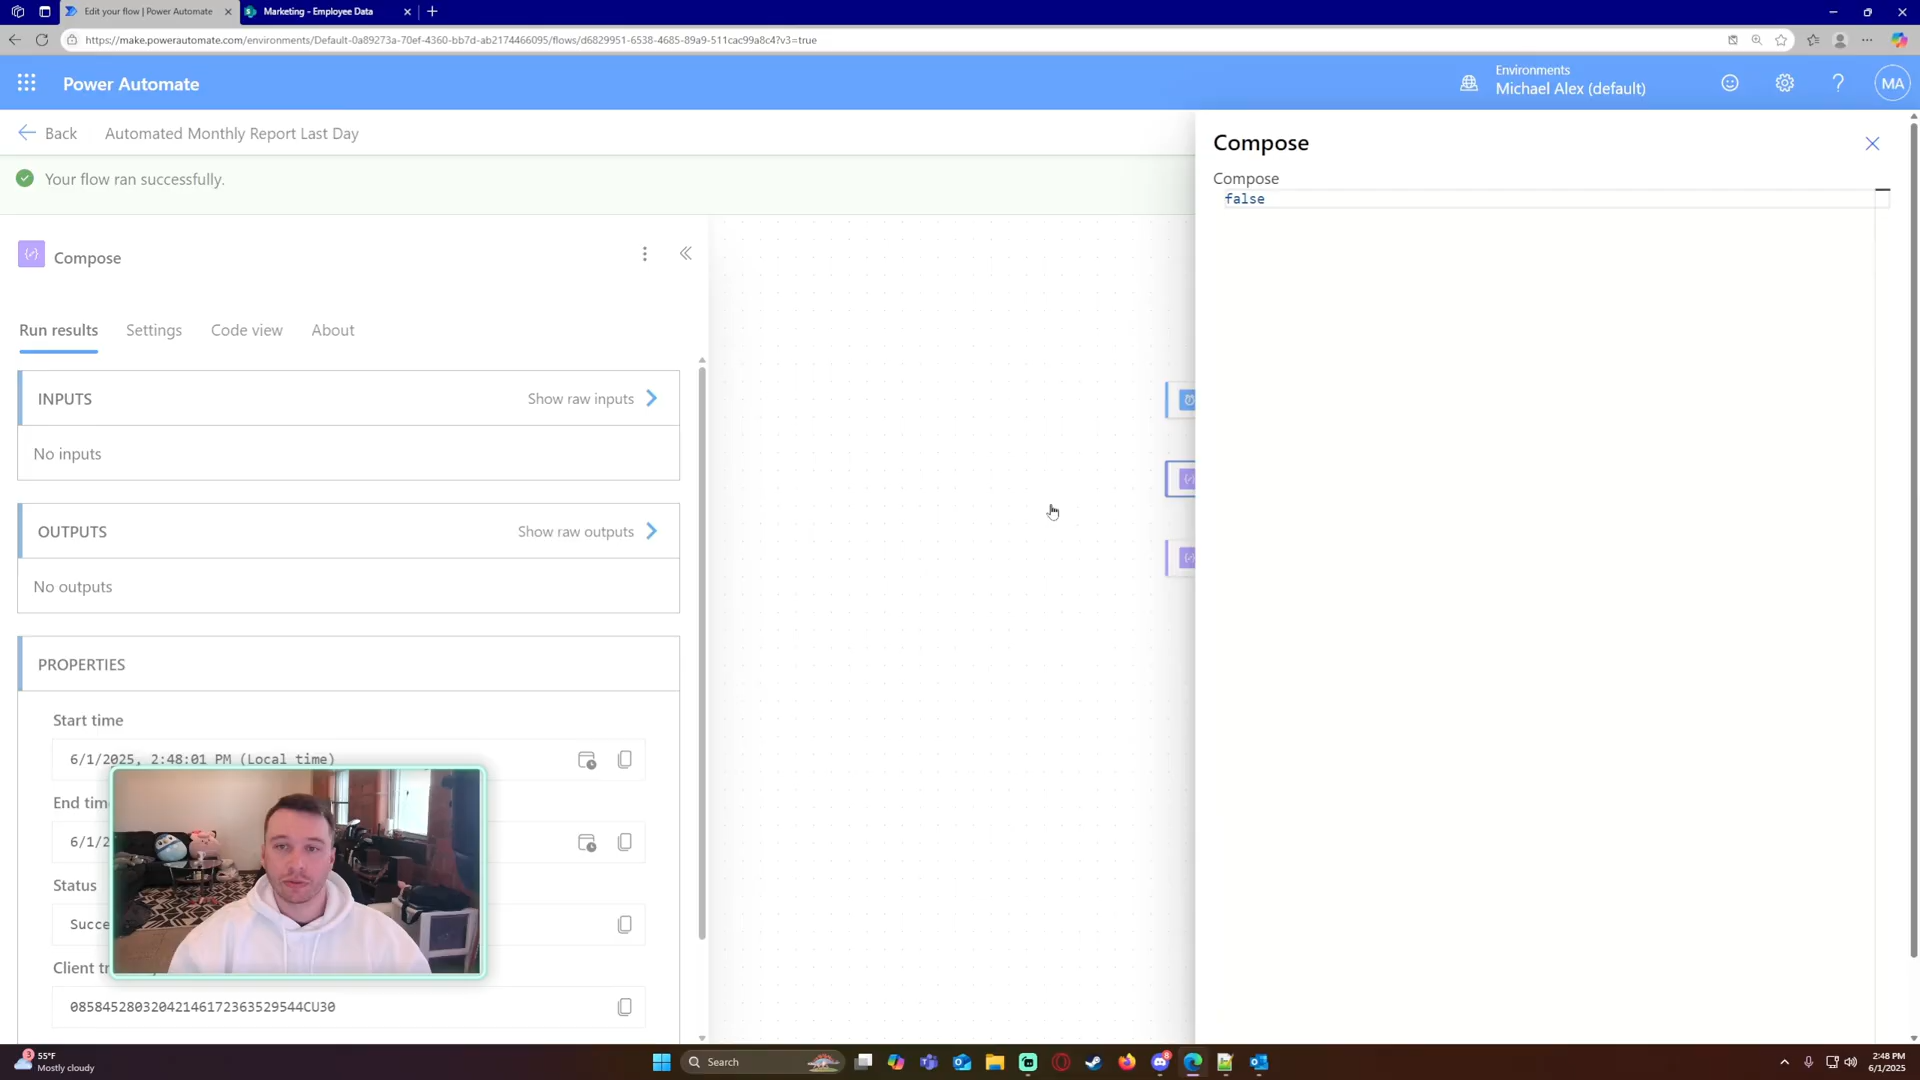 Edit your flow | Power Automate
Marketing - Employee Data
https://make.powerautomate.com/environments/Default-0a89273a-70ef-4360-bb7d-ab2174466095/flows/d6829951-6538-4685-89a9-511cac99a8c4?v3=true
Power Automate
Environments
Michael Alex (default)
MA
Back
Automated Monthly Report Last Day
Your flow ran successfully.
Compose
Compose
false
Compose
Run results
Settings
Code view
About
INPUTS
Show raw inputs
No inputs
OUTPUTS
Show raw outputs
No outputs
PROPERTIES
Start time
6/1/2025, 2:48:01 PM (Local time)
End tim
6/1/2
Status
Succe
Client tr
08584528032042146172363529544CU30
3
55°F
Mostly cloudy
Search
8
2:48 PM
6/1/2025